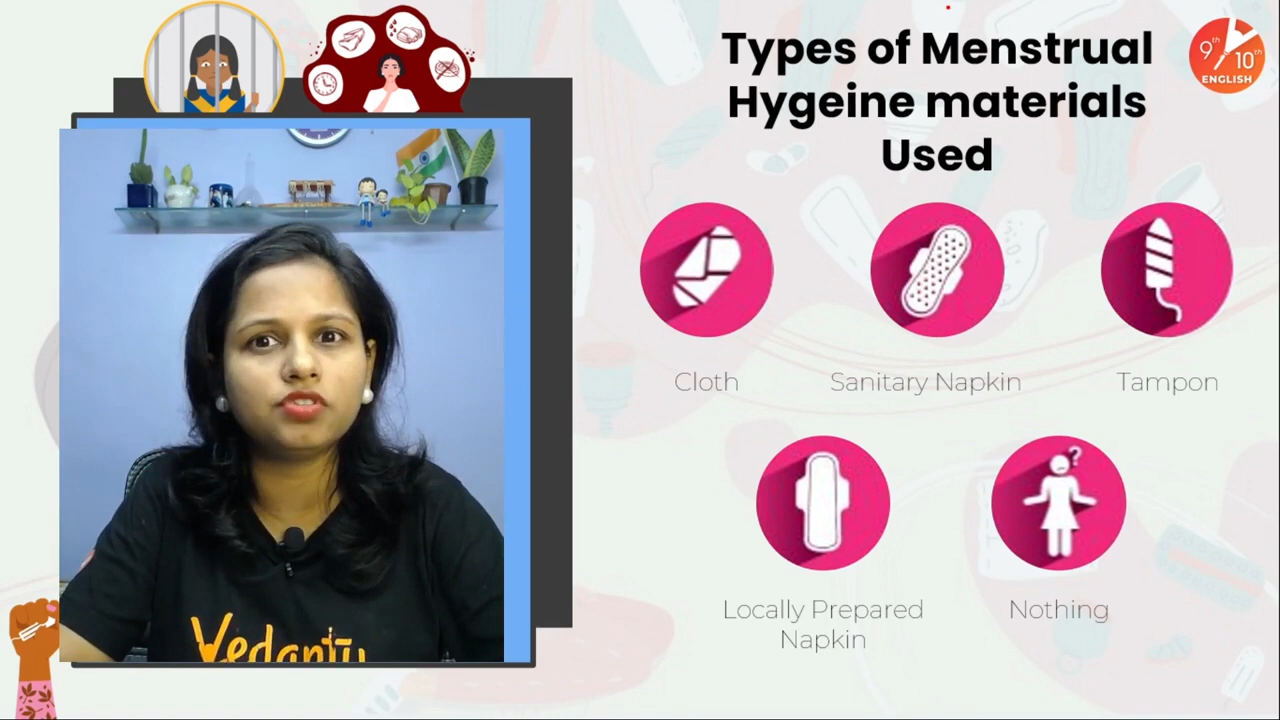 Types of Menstrual
Hygeine materials
Used
9th 10th
ENGLISH
Cloth
Sanitary Napkin
Tampon
Locally Prepared
Napkin
Nothing
?
Vedantu